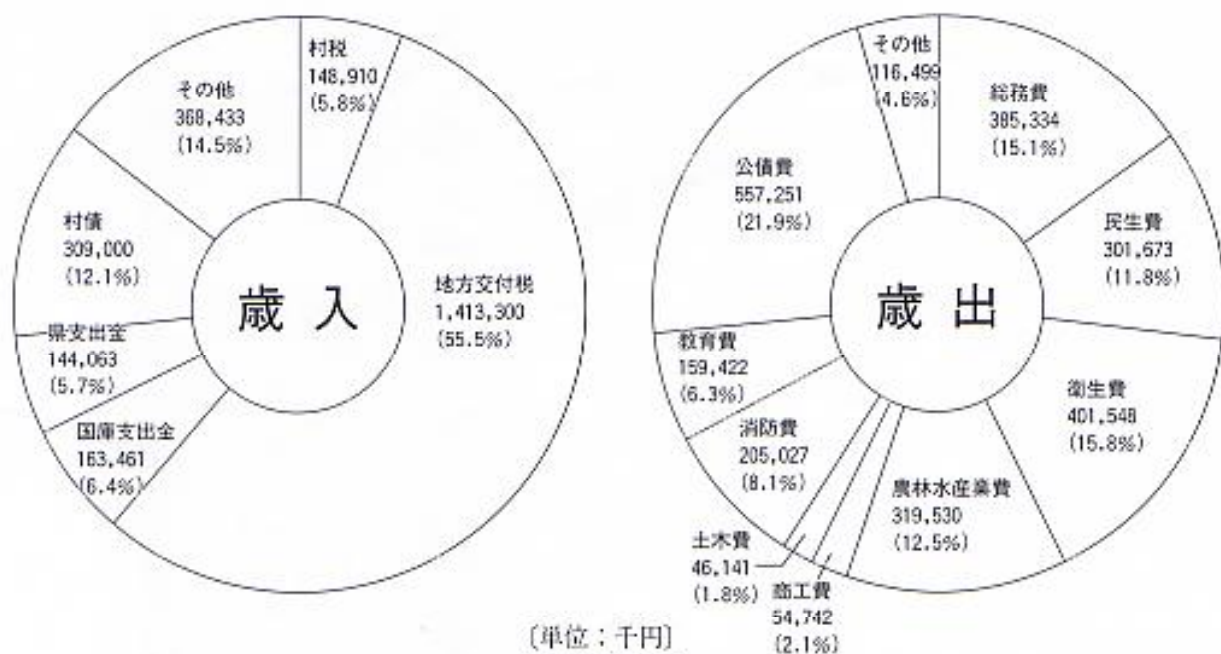 歳入
村税
148,910
(5.8%)
地方交付税
1,413,300
(55.5%)
国庫支出金
163,461
(6.4%)
県支出金
144,063
(5.7%)
村債
309,000
(12.1%)
その他
368,433
(14.5%)
歳出
総務費
385,334
(15.1%)
民生費
301,673
(11.8%)
衛生費
401,548
(15.8%)
農林水産業費
319,530
(12.5%)
商工費
54,742
(2.1%)
土木費
46,141
(1.8%)
消防費
205,027
(8.1%)
教育費
159,422
(6.3%)
公債費
557,251
(21.9%)
その他
116,499
(4.6%)
〔単位：千円〕